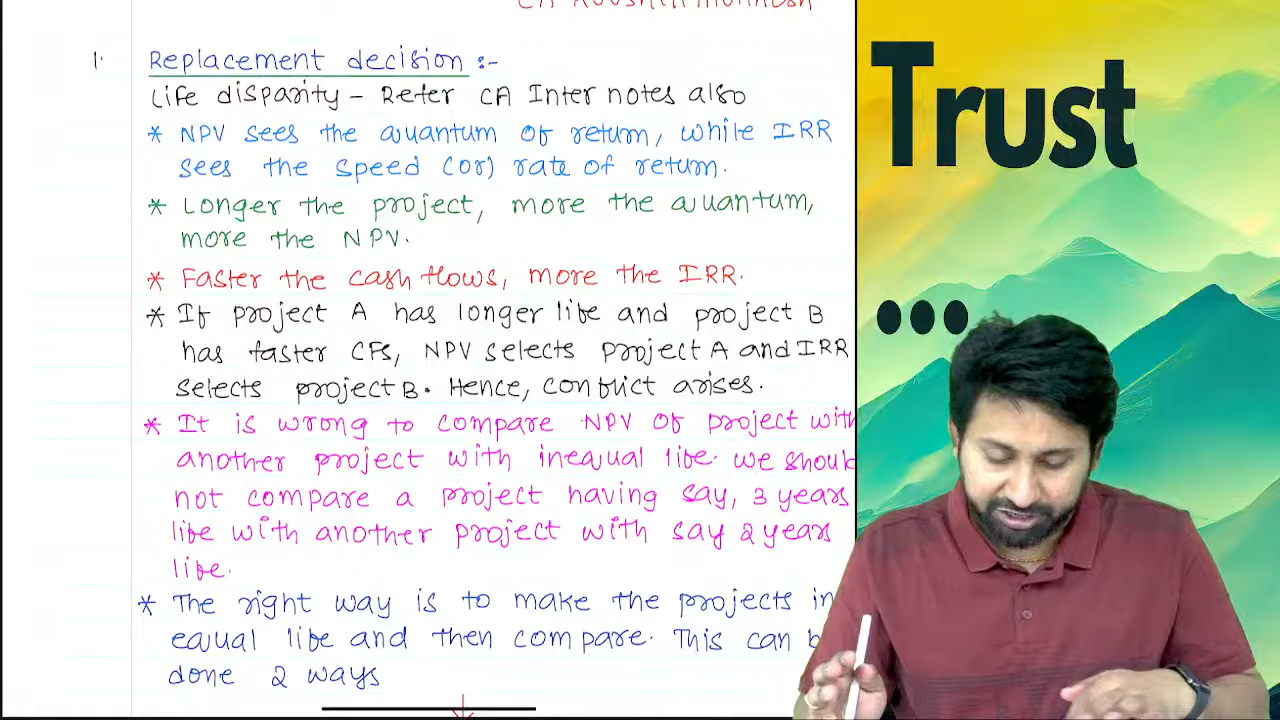 1. Replacement decision :-
Life disparity - Refer CA Inter notes also
* NPV sees the quantum of return, while IRR
sees the speed (or) rate of return.
* Longer the project, more the quantum,
more the NPV.
* Faster the cash flows, more the IRR.
* If project A has longer life and project B
has faster CFs, NPV selects project A and IRR
selects project B. Hence, conflict arises.
* It is wrong to compare NPV of project with
another project with inequal life. We shoul
not compare a project having say, 3 years
life with another project with say 2 years
life.
* The right way is to make the projects in
equal life and then compare. This can b
done 2 ways
Trust
...